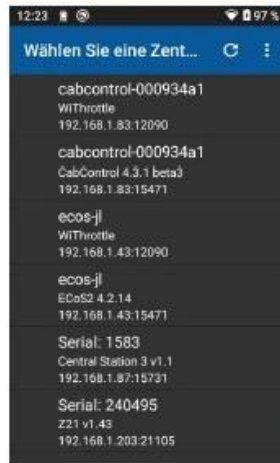 12:23 97 %
Wählen Sie eine Zent...
cabcontrol-000934a1
WiThrottle
192.168.1.83:12090
cabcontrol-000934a1
CabControl 4.3.1 beta3
192.168.1.83:15471
ecos-jl
WiThrottle
192.168.1.43:12090
ecos-jl
ECoS2 4.2.14
192.168.1.43:15471
Serial: 1583
Central Station 3 v1.1
192.168.1.87:15731
Serial: 240495
Z21 v1.43
192.168.1.203:21105